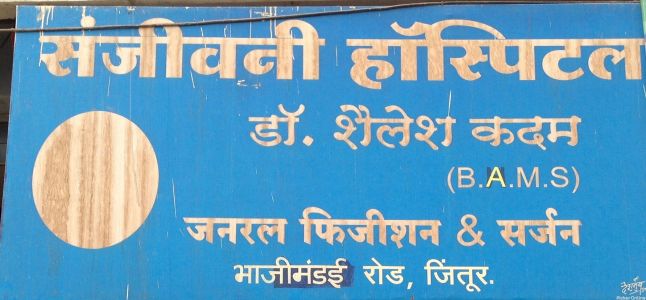 संजीवनी हॉस्पिटल
डॉ. शैलेश कदम
(B.A.M.S)
जनरल फिजीशन & सर्जन
भाजीमंडई रोड, जिंतूर.